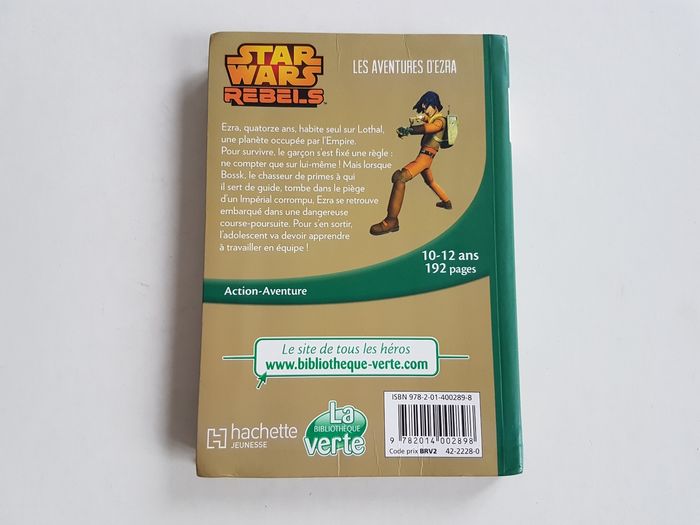 STAR
WARS
REBELS™
LES AVENTURES D'EZRA
Ezra, quatorze ans, habite seul sur Lothal,
une planète occupée par l'Empire.
Pour survivre, le garçon s'est fixé une règle :
ne compter que sur lui-même ! Mais lorsque
Bossk, le chasseur de primes à qui
il sert de guide, tombe dans le piège
d'un Impérial corrompu, Ezra se retrouve
embarqué dans une dangereuse
course-poursuite. Pour s'en sortir,
l'adolescent va devoir apprendre
à travailler en équipe !
10-12 ans
192 pages
Action-Aventure
Le site de tous les héros
www.bibliotheque-verte.com
hachette
JEUNESSE
La
BIBLIOTHÈQUE
verte
ISBN 978-2-01-400289-8
9 782014 002898
Code prix BRV2 42-2228-0